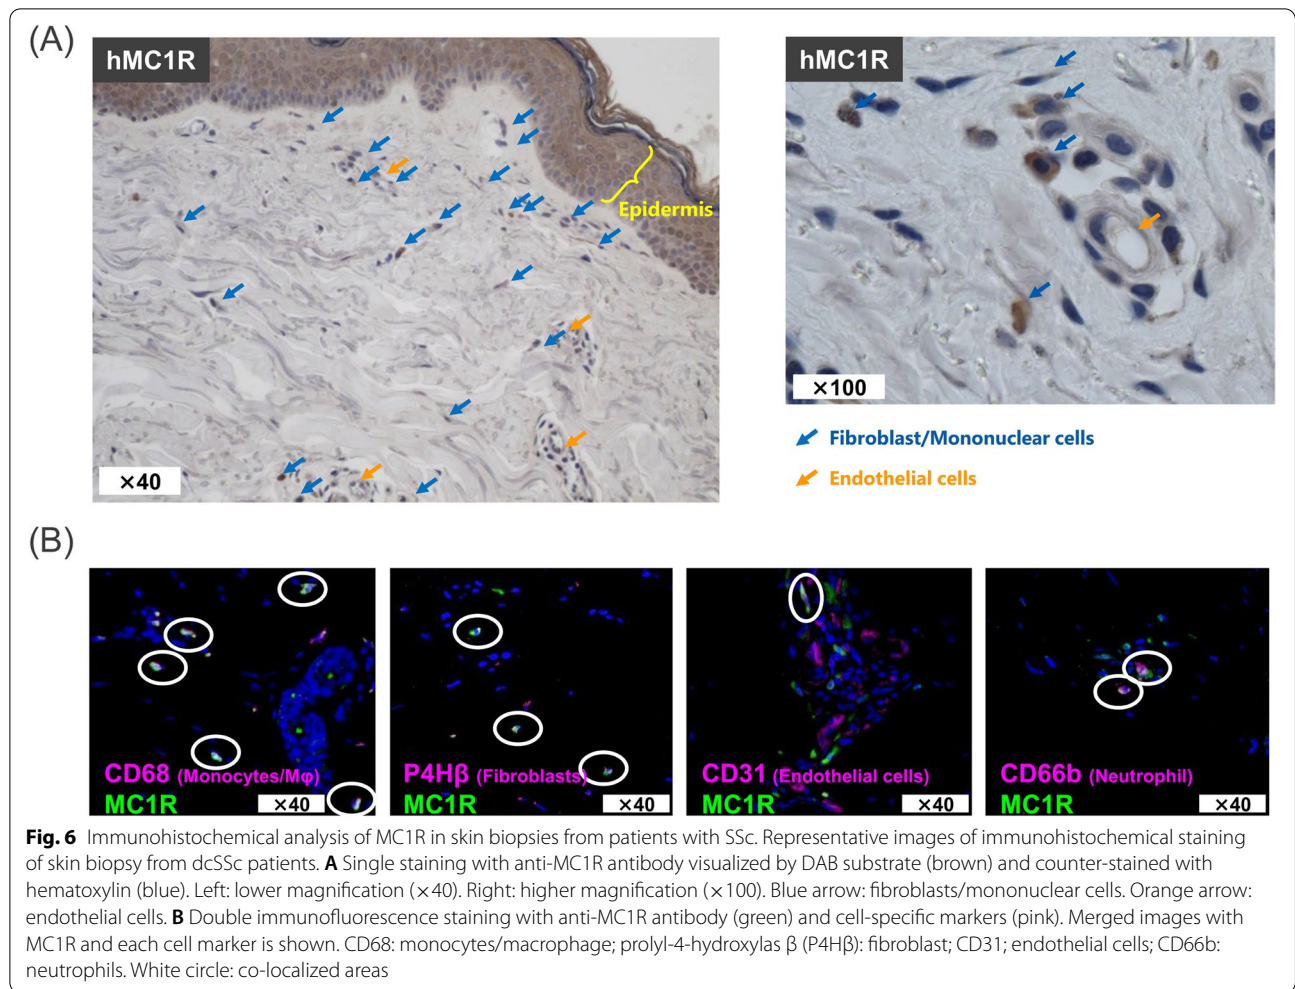 (A)
hMC1R
Epidermis
×40
hMC1R
×100
Fibroblast/Mononuclear cells
Endothelial cells
(B)
CD68 (Monocytes/Mφ)
MC1R
×40
P4Hβ (Fibroblasts)
MC1R
×40
CD31 (Endothelial cells)
MC1R
×40
CD66b (Neutrophil)
MC1R
×40
Fig. 6 Immunohistochemical analysis of MC1R in skin biopsies from patients with SSc. Representative images of immunohistochemical staining
of skin biopsy from dcSSc patients. A Single staining with anti-MC1R antibody visualized by DAB substrate (brown) and counter-stained with
hematoxylin (blue). Left: lower magnification (×40). Right: higher magnification (×100). Blue arrow: fibroblasts/mononuclear cells. Orange arrow:
endothelial cells. B Double immunofluorescence staining with anti-MC1R antibody (green) and cell-specific markers (pink). Merged images with
MC1R and each cell marker is shown. CD68: monocytes/macrophage; prolyl-4-hydroxylas β (P4Hβ): fibroblast; CD31; endothelial cells; CD66b:
neutrophils. White circle: co-localized areas